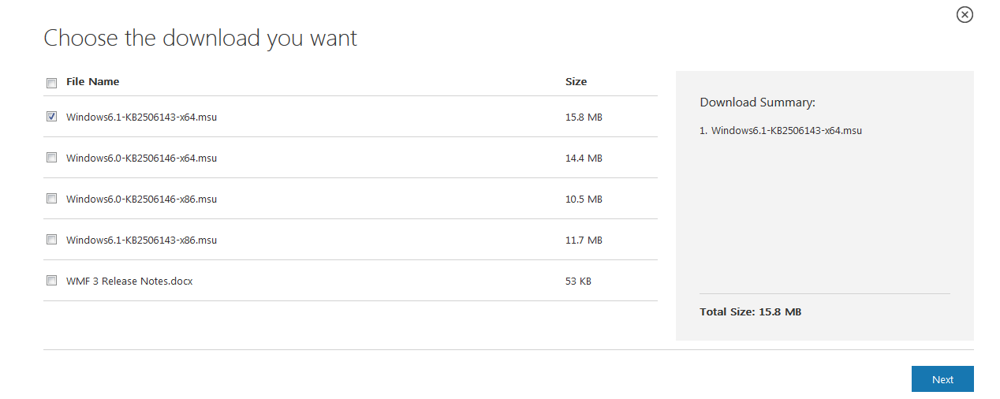 Choose the download you want
File Name Size
Windows6.1-KB2506143-x64.msu 15.8 MB
Windows6.0-KB2506146-x64.msu 14.4 MB
Windows6.0-KB2506146-x86.msu 10.5 MB
Windows6.1-KB2506143-x86.msu 11.7 MB
WMF 3 Release Notes.docx 53 KB
Download Summary:
1. Windows6.1-KB2506143-x64.msu
Total Size: 15.8 MB
Next